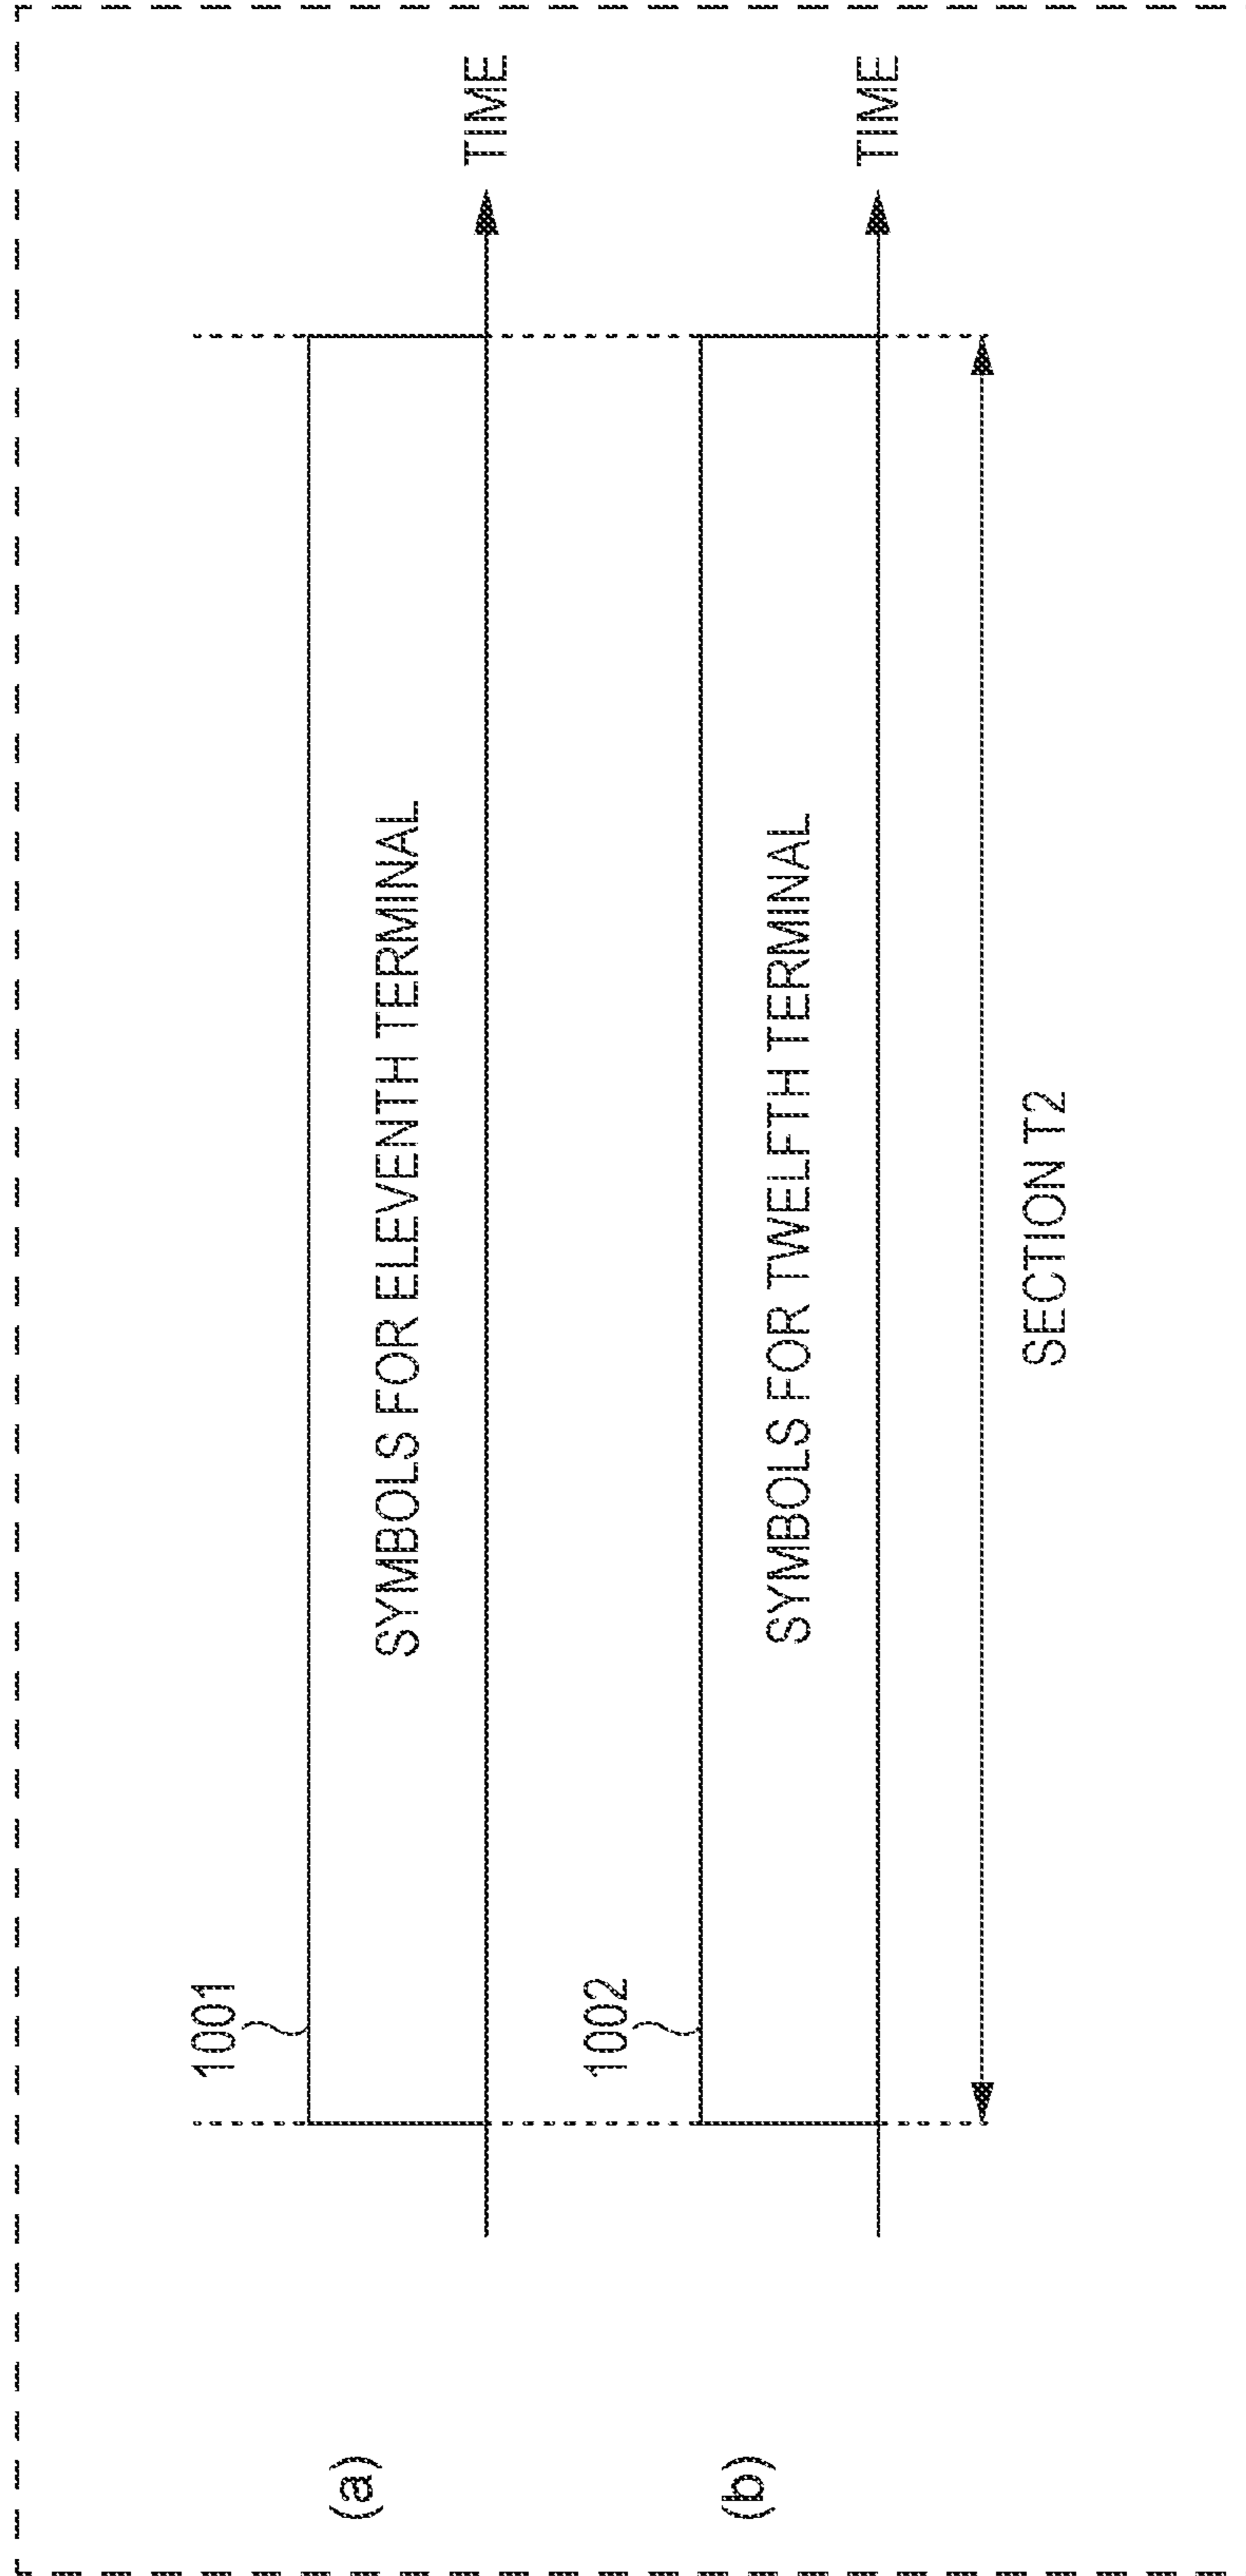 (a)
1001
SYMBOLS FOR ELEVENTH TERMINAL
TIME
(b)
1002
SYMBOLS FOR TWELFTH TERMINAL
TIME
SECTION T2